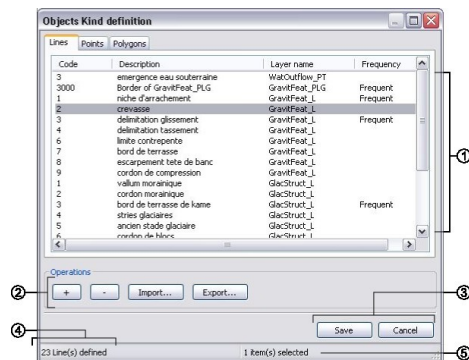 Objects Kind definition
Lines Points Polygons
Code Description Layer name Frequency
3 emergence eau souterraine WatOutflow_PT
3000 Border of GravitFeat_PLG GravitFeat_PLG Frequent
1 niche d'arrachement GravitFeat_L Frequent
2 crevasse GravitFeat_L
3 delimitation glissement GravitFeat_L Frequent
4 delimitation tassement GravitFeat_L
6 limite contrepente GravitFeat_L
7 bord de terrasse GravitFeat_L
8 escarpement tete de banc GravitFeat_L
9 cordon de compression GravitFeat_L
1 vallum morainique GlacStruct_L
2 cordon morainique GlacStruct_L
3 bord de terrasse de kame GlacStruct_L Frequent
4 stries glaciaires GlacStruct_L
5 ancien stade glaciaire GlacStruct_L
6 cordon de blocs GlacStruct_L
1
Operations
2 + - Import... Export...
3
4 Save Cancel
23 Line(s) defined 1 item(s) selected 5